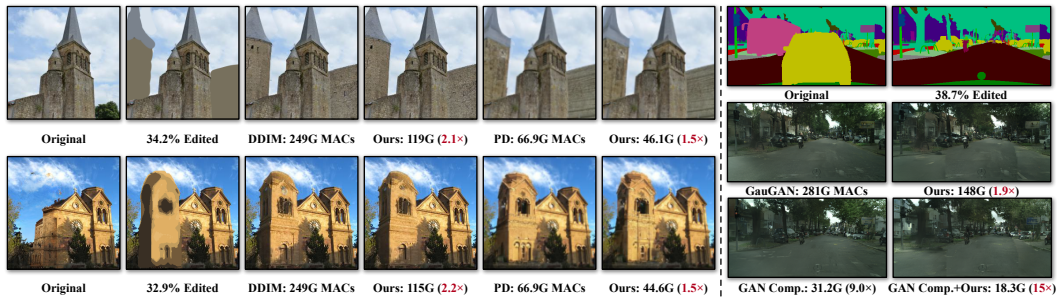 Original 34.2% Edited DDIM: 249G MACs Ours: 119G (2.1×) PD: 66.9G MACs Ours: 46.1G (1.5×)
Original 32.9% Edited DDIM: 249G MACs Ours: 115G (2.2×) PD: 66.9G MACs Ours: 44.6G (1.5×)
Original 38.7% Edited
GauGAN: 281G MACs Ours: 148G (1.9×)
GAN Comp.: 31.2G (9.0×) GAN Comp.+Ours: 18.3G (15×)